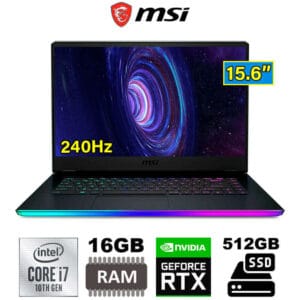 msi
15.6"
240Hz
msi
intel
CORE i7
10TH GEN
16GB
RAM
NVIDIA
GEFORCE
RTX
512GB
SSD